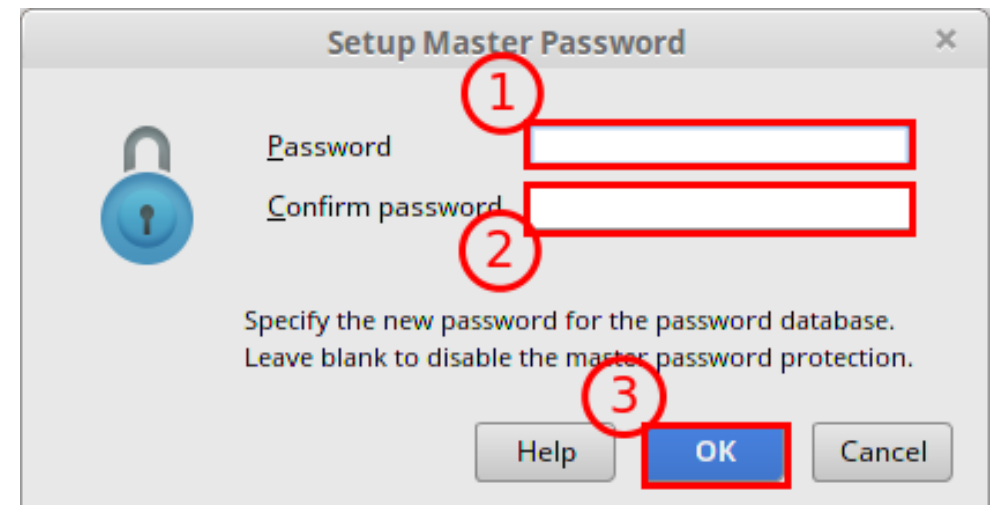 Setup Master Password ×
1
Password
Confirm password
2
Specify the new password for the password database.
Leave blank to disable the master password protection.
3
Help OK Cancel